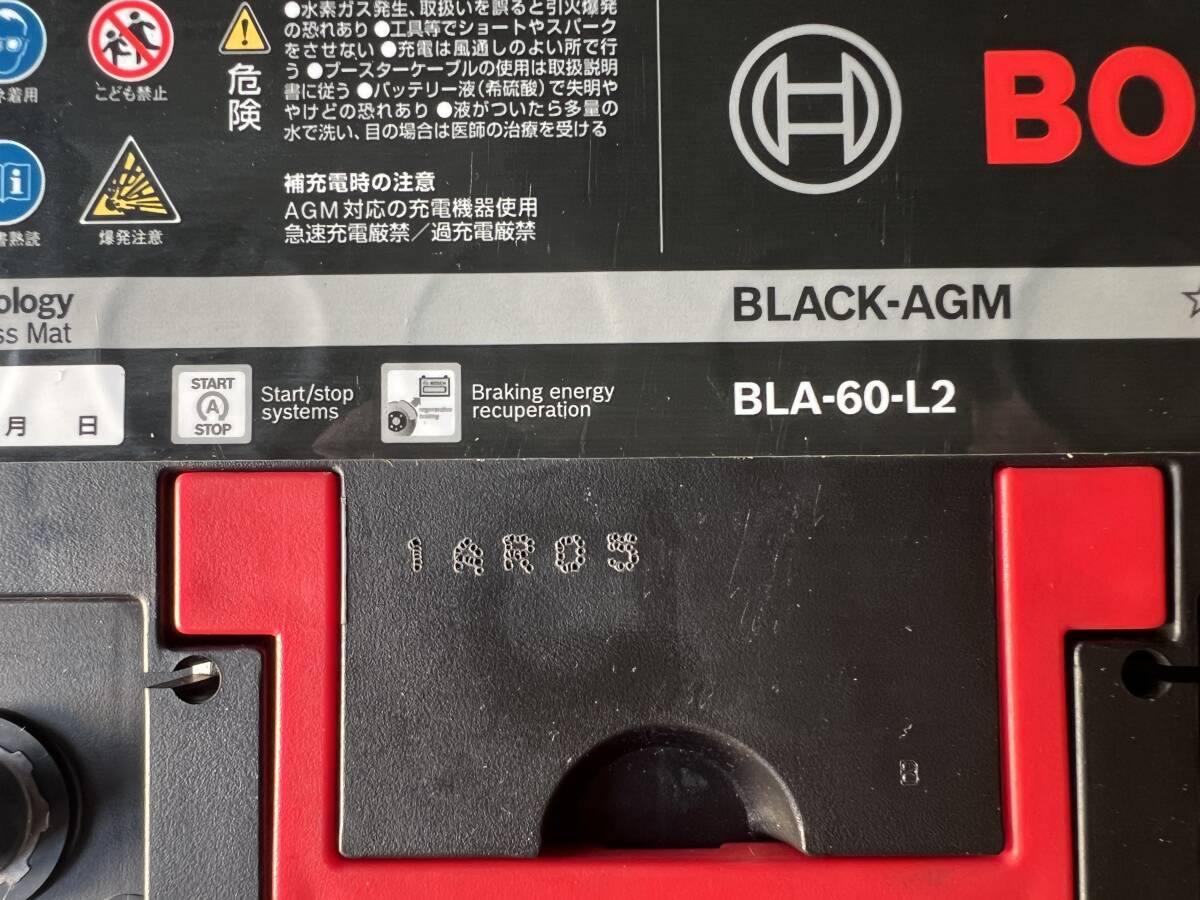 ●水素ガス発生、取扱いを誤ると引火爆発
の恐れあり ●工具等でショートやスパーク
をさせない ●充電は風通しのよい所で行
う ●ブースターケーブルの使用は取扱説明
書に従う ●バッテリー液(希硫酸)で失明や
やけどの恐れあり ●液がついたら多量の
水で洗い、目の場合は医師の治療を受ける
危険
着用
こども禁止
書熟読
爆発注意
補充電時の注意
AGM対応の充電機器使用
急速充電厳禁／過充電厳禁
BO
ology
ss Mat
BLACK-AGM
月 日
START
A
STOP
Start/stop
systems
Braking energy
recuperation
BLA-60-L2
1AR05
B